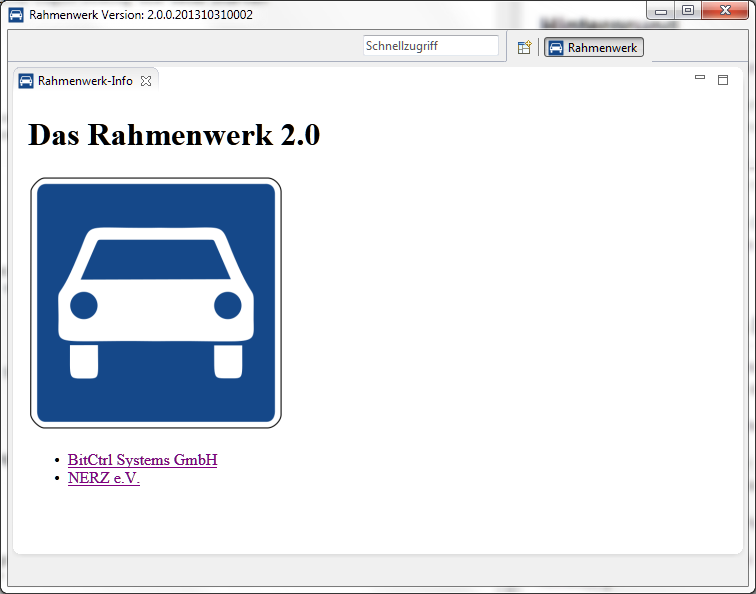 Rahmenwerk Version: 2.0.0.201310310002
Schnellzugriff
Rahmenwerk
Rahmenwerk-Info
Das Rahmenwerk 2.0
• BitCtrl Systems GmbH
• NERZ e.V.